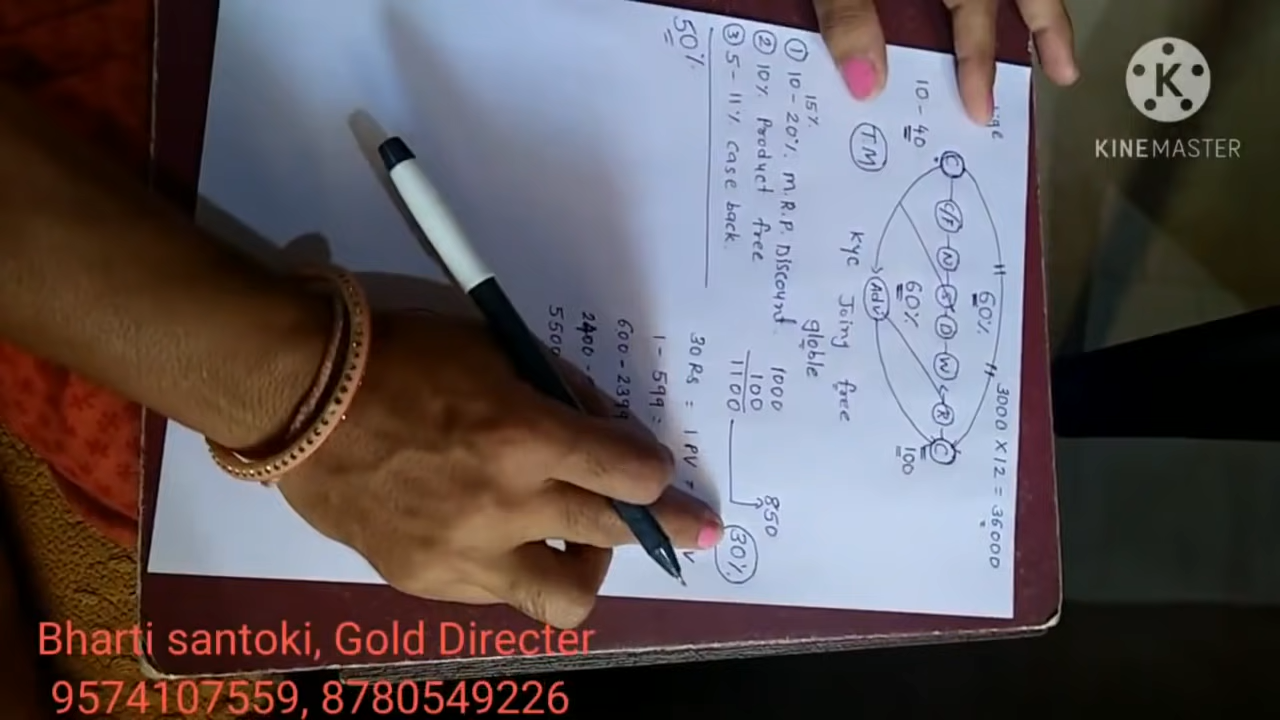 3000 X 12 = 36000
60%
C - C/F - N - S - D - W - R - C
10 - 40
60%
100
Adv
T.M
Kyc Joing free
globle
15%
① 10 - 20% M.R.P. Discount
② 10% Product free
③ 5 - 11% case back
50%
1000
100
1100
850
30%
30 Rs = 1 PV =
1 - 599 =
600 - 2399
2400 -
5500
K
KINEMASTER
Bharti santoki, Gold Directer
9574107559, 8780549226